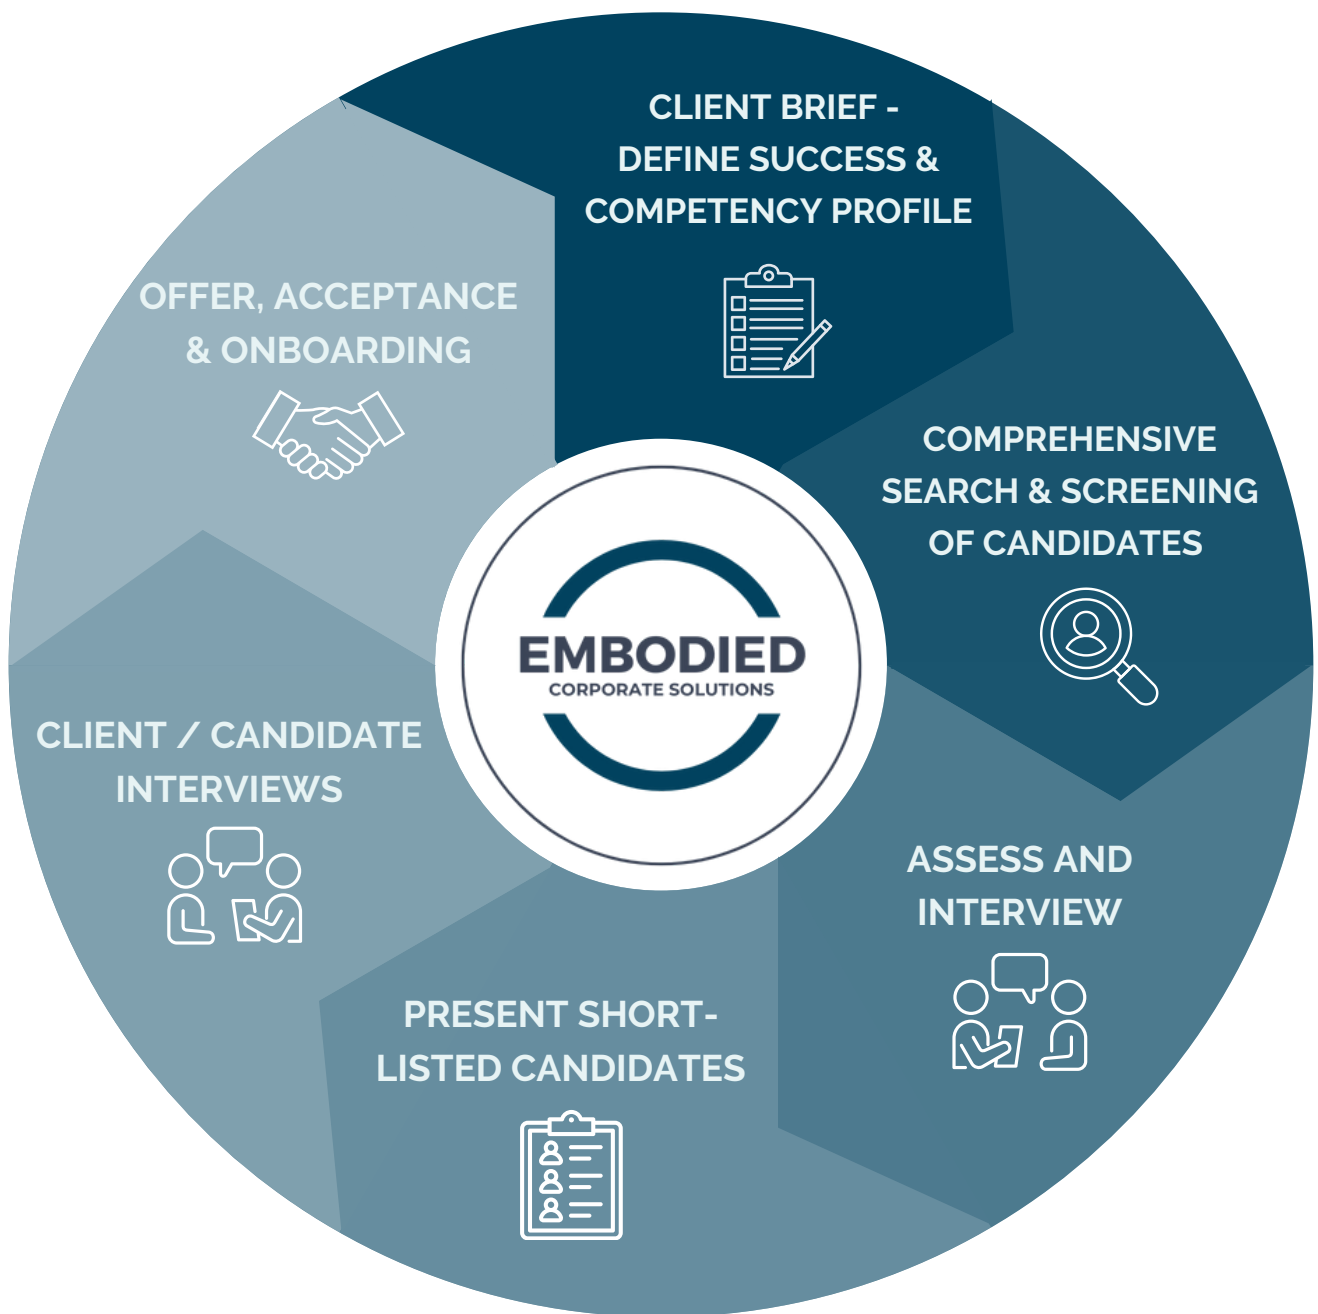 CLIENT BRIEF -
DEFINE SUCCESS &
COMPETENCY PROFILE
COMPREHENSIVE
SEARCH & SCREENING
OF CANDIDATES
ASSESS AND
INTERVIEW
PRESENT SHORT-
LISTED CANDIDATES
CLIENT / CANDIDATE
INTERVIEWS
OFFER, ACCEPTANCE
& ONBOARDING
EMBODIED
CORPORATE SOLUTIONS